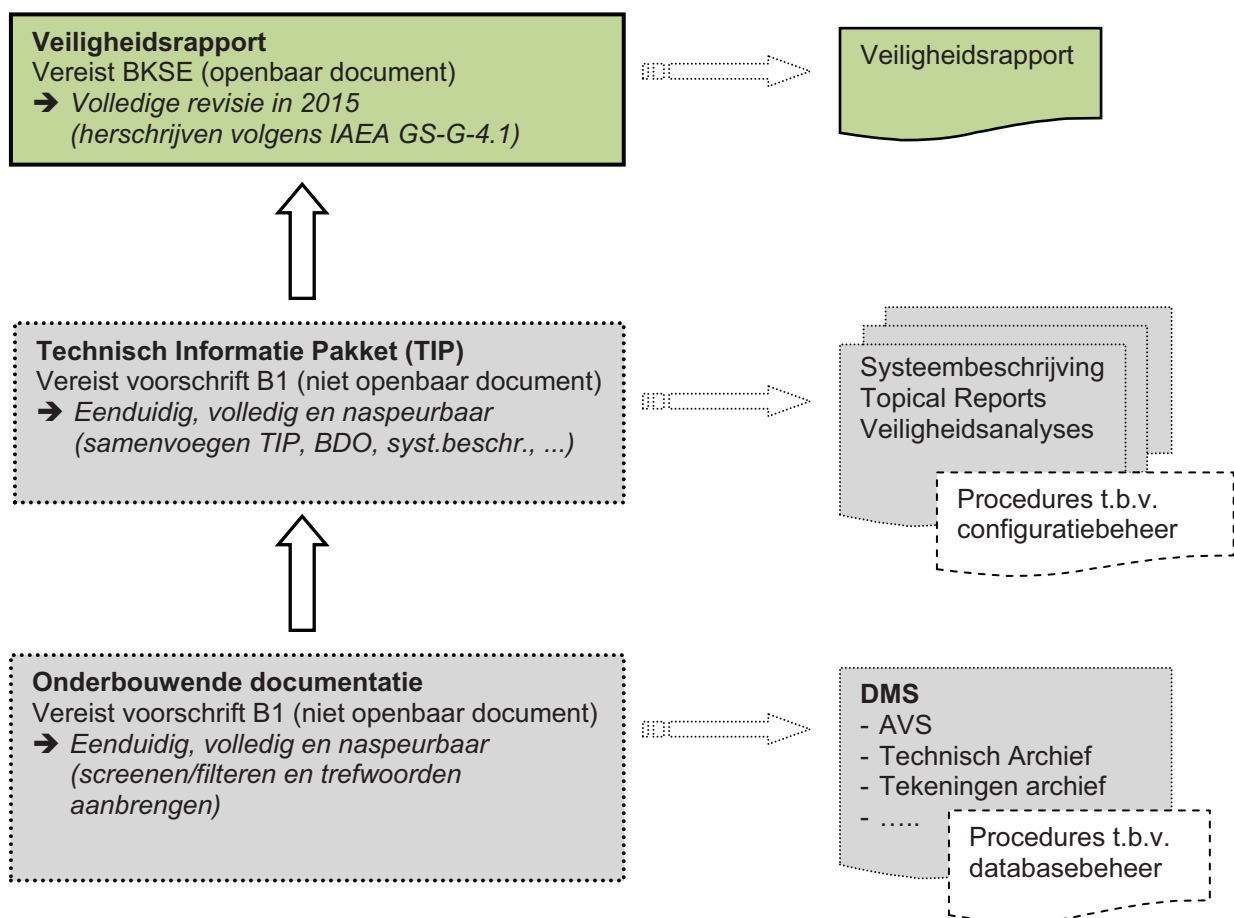 Veiligheidsrapport
Vereist BKSE (openbaar document)
➔ Volledige revisie in 2015
(herschrijven volgens IAEA GS-G-4.1)
Veiligheidsrapport
Technisch Informatie Pakket (TIP)
Vereist voorschrift B1 (niet openbaar document)
➔ Eenduidig, volledig en naspeurbaar
(samenvoegen TIP, BDO, syst.beschr., ...)
Systeembeschrijving
Topical Reports
Veiligheidsanalyses
Procedures t.b.v.
configuratiebeheer
Onderbouwende documentatie
Vereist voorschrift B1 (niet openbaar document)
➔ Eenduidig, volledig en naspeurbaar
(screenen/filteren en trefwoorden
aanbrengen)
DMS
- AVS
- Technisch Archief
- Tekeningen archief
- …..
Procedures t.b.v.
databasebeheer